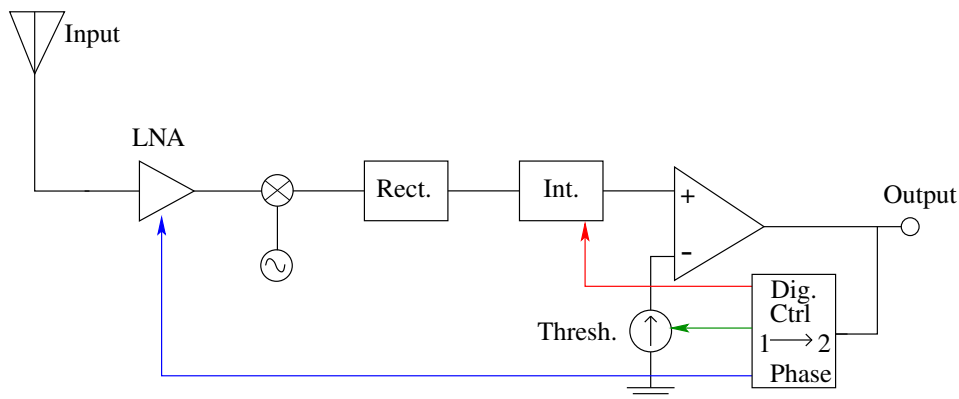 Input
LNA
Rect.
Int.
+
-
Output
Thresh.
Dig.
Ctrl
1 → 2
Phase